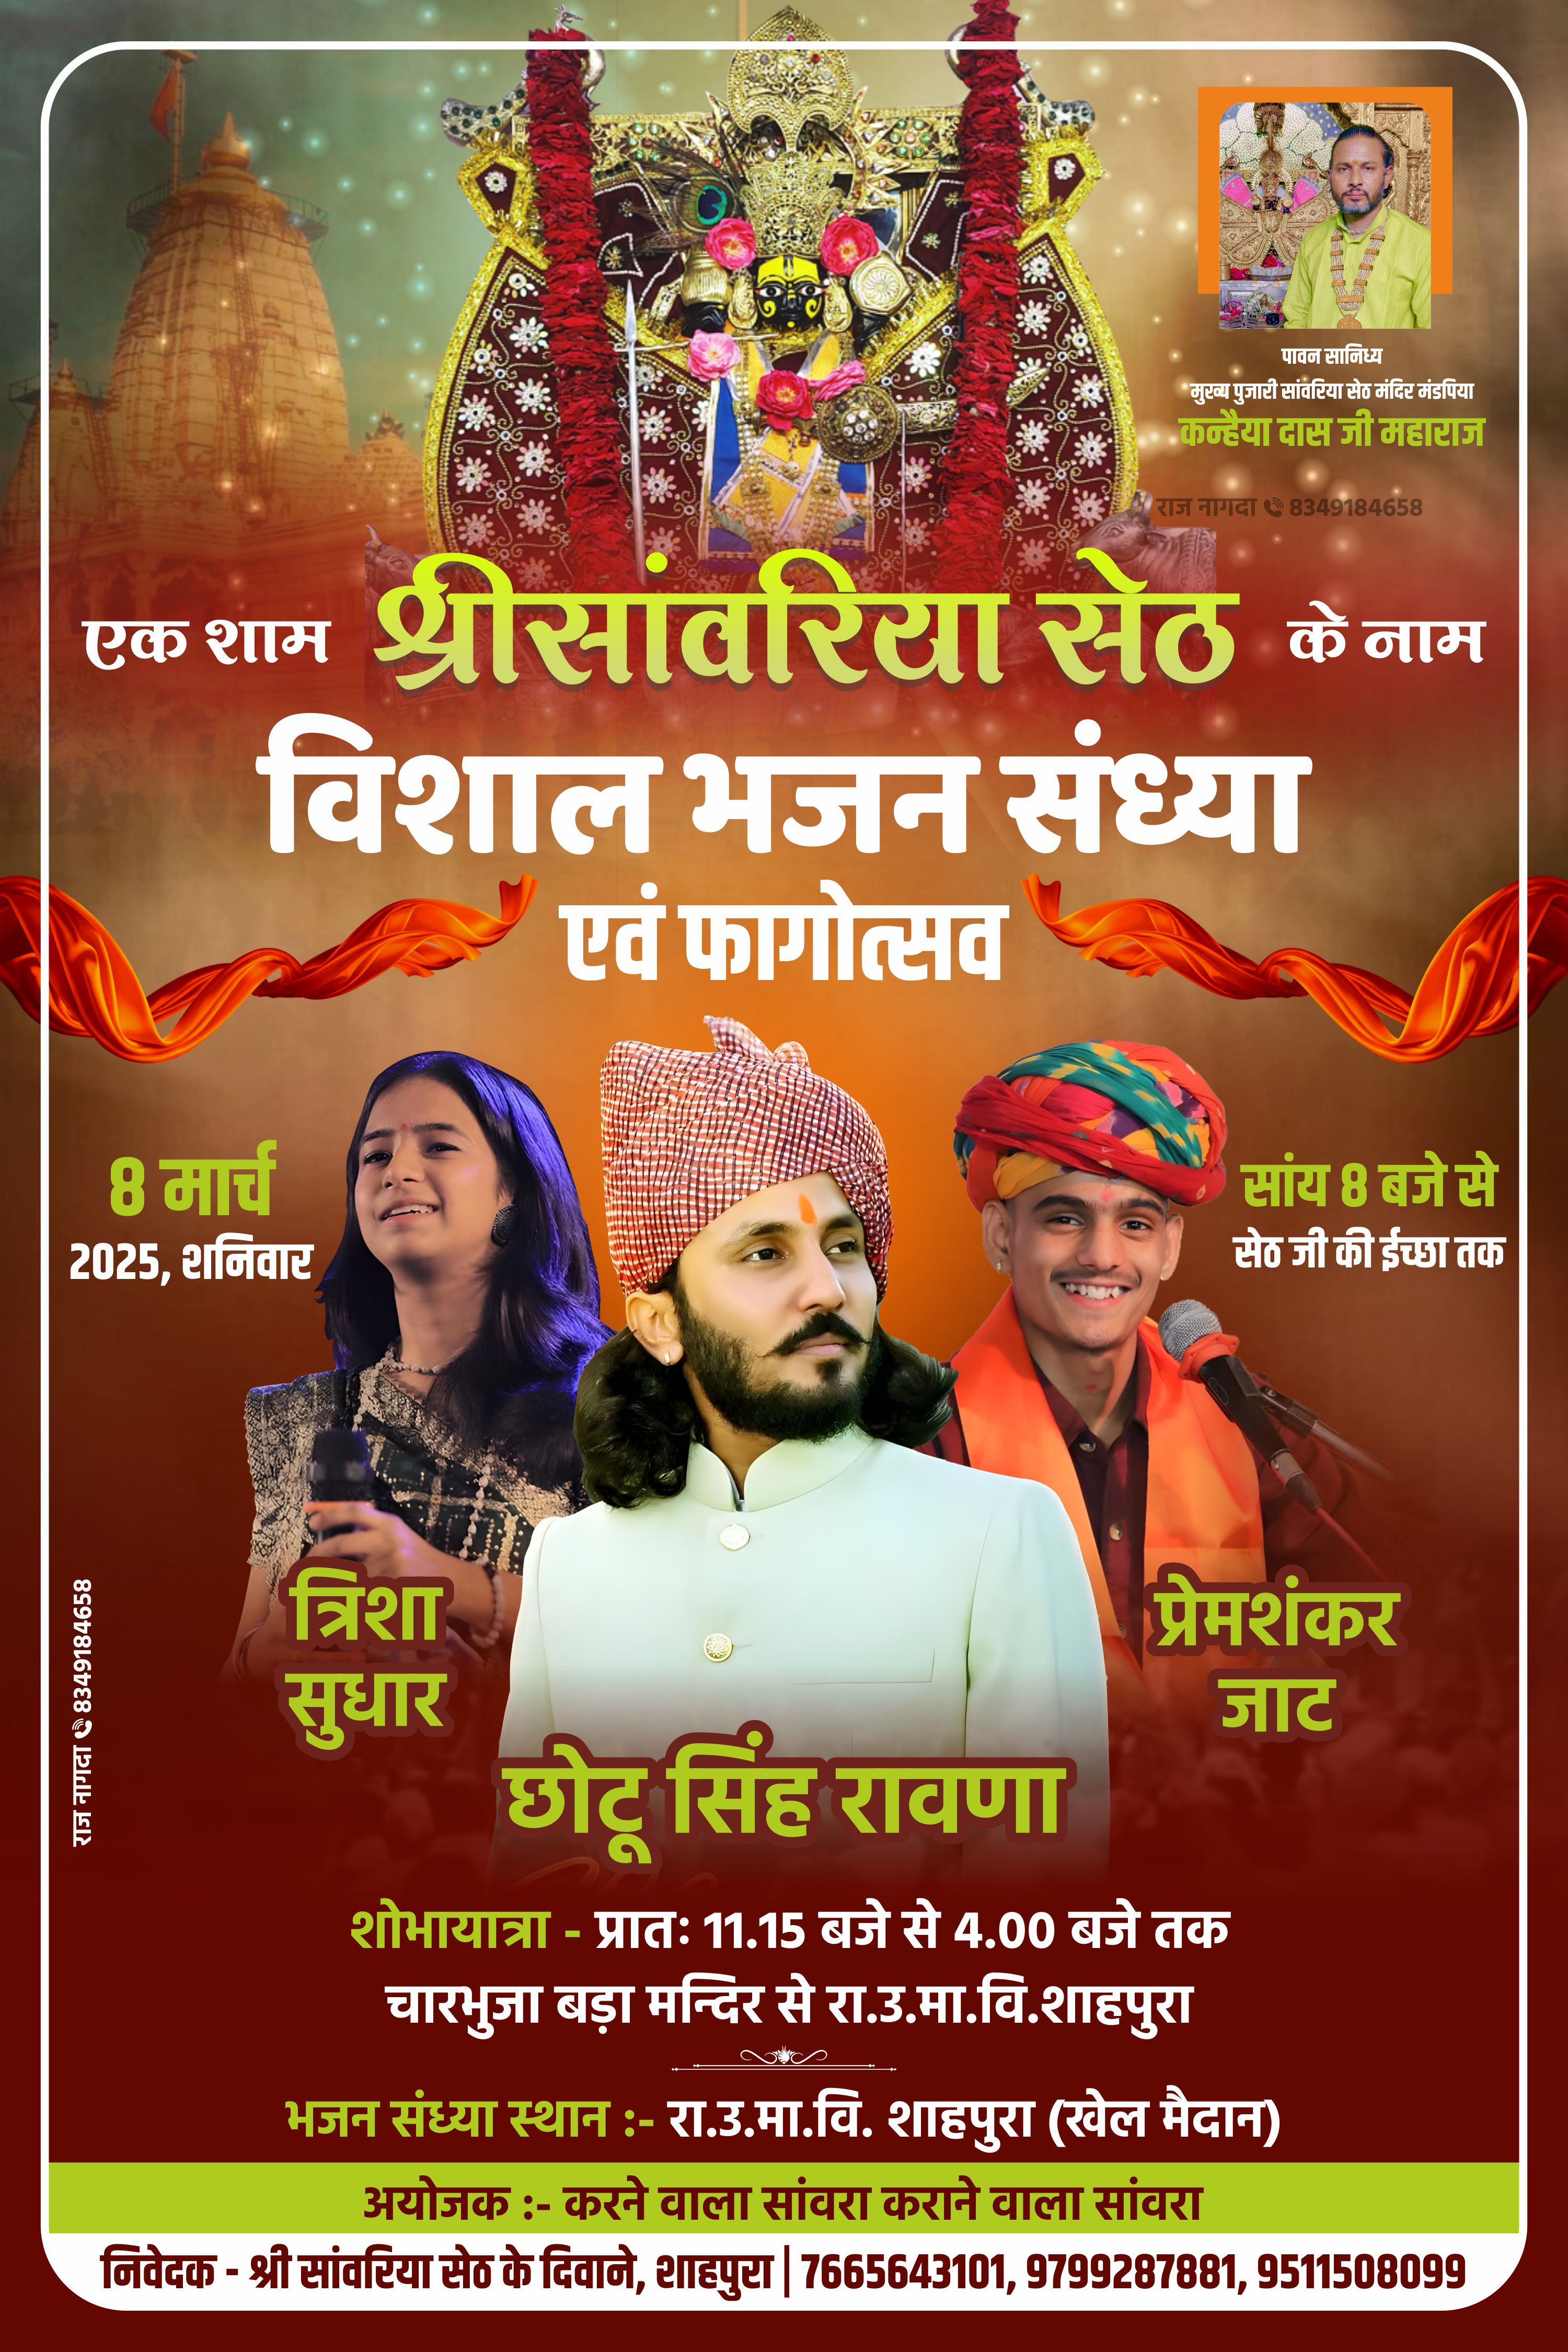 पावन सानिध्य
मुख्य पुजारी सांवरिया सेठ मंदिर मंडपिया
कन्हैया दास जी महाराज
राज नागदा 8349184658
एक शाम श्रीसांवरिया सेठ के नाम
विशाल भजन संध्या
एवं फागोत्सव
8 मार्च
2025, शनिवार
सांय 8 बजे से
सेठ जी की ईच्छा तक
त्रिशा
सुधार
प्रेमशंकर
जाट
छोटू सिंह रावणा
राज नागदा 8349184658
शोभायात्रा - प्रातः 11.15 बजे से 4.00 बजे तक
चारभुजा बड़ा मन्दिर से रा.उ.मा.वि.शाहपुरा
भजन संध्या स्थान :- रा.उ.मा.वि. शाहपुरा (खेल मैदान)
अयोजक :- करने वाला सांवरा कराने वाला सांवरा
निवेदक - श्री सांवरिया सेठ के दिवाने, शाहपुरा | 7665643101, 9799287881, 9511508099